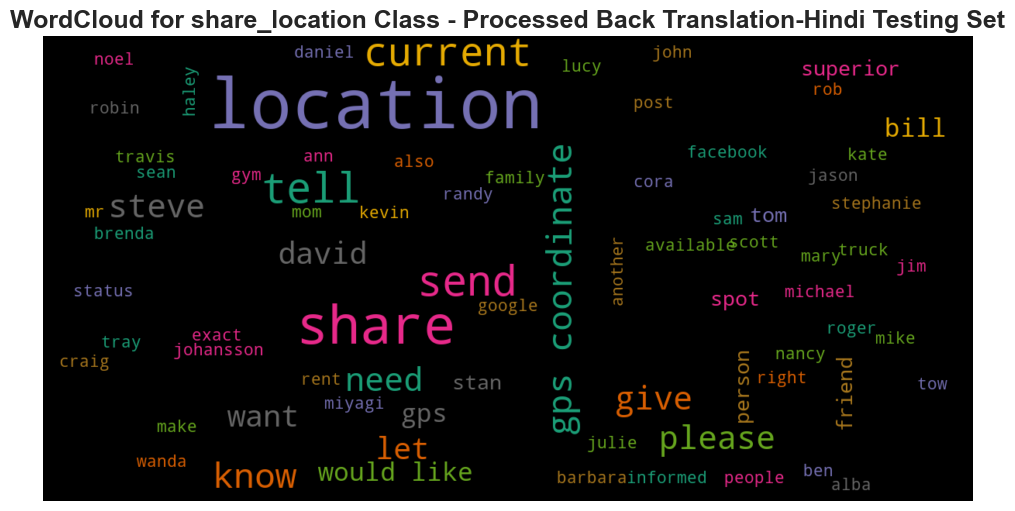 WordCloud for share_location Class - Processed Back Translation-Hindi Testing Set
noel
daniel
current
lucy
john
superior
haley
location
rob
robin
post
bill
travis
ann
also
gps coordinate
facebook
kate
sean
gym
tell
family
cora
jason
randy
steve
mr
mom
kevin
sam
tom
stephanie
brenda
david
another
available
scott
mary
truck
jim
status
send
google
spot
michael
share
exact
tray
johansson
roger
mike
craig
nancy
rent
need
stan
person
right
friend
tow
miyagi
give
want
gps
make
let
julie
please
wanda
know
would like
barbara
informed
people
ben
alba